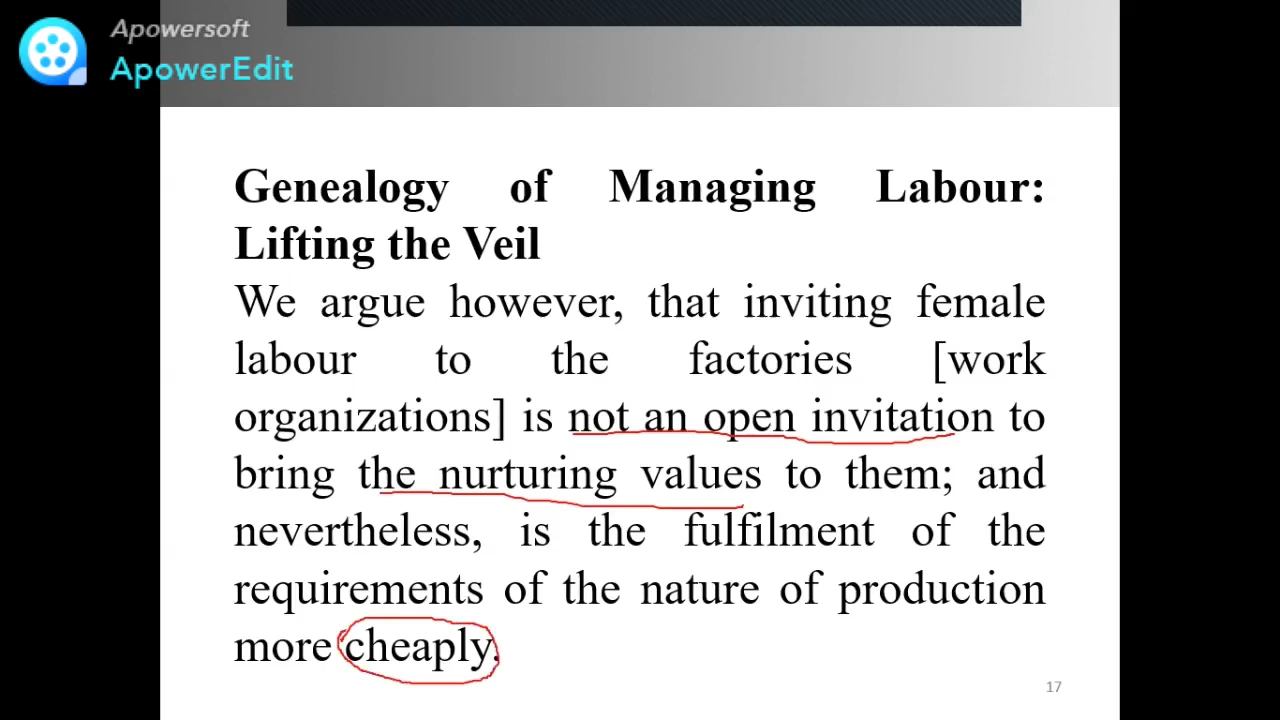 Apowersoft
ApowerEdit
Genealogy of Managing Labour:
Lifting the Veil
We argue however, that inviting female
labour to the factories [work
organizations] is not an open invitation to
bring the nurturing values to them; and
nevertheless, is the fulfilment of the
requirements of the nature of production
more cheaply.
17